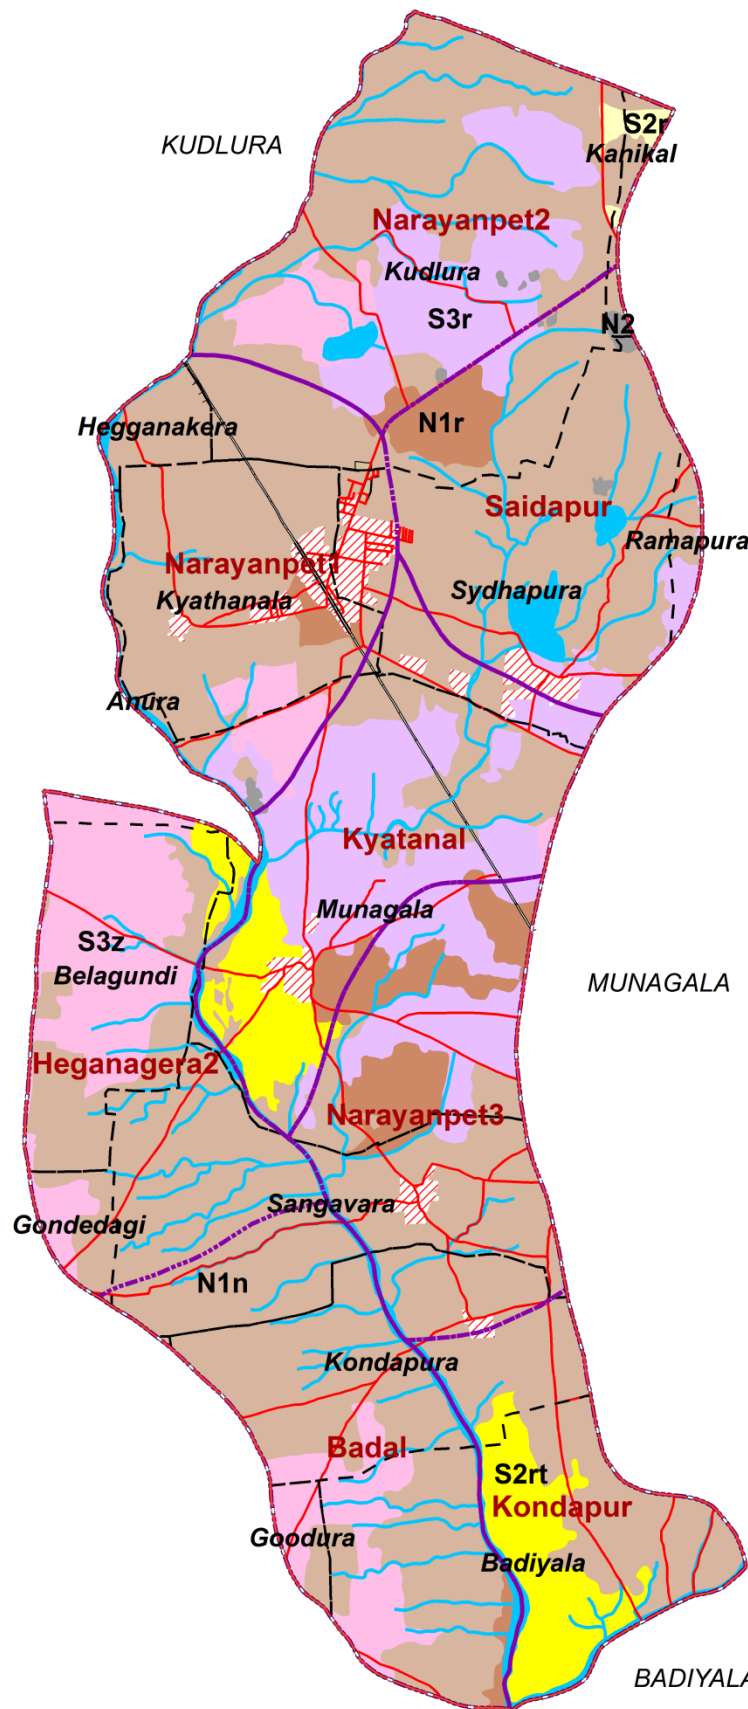 S2r
KUDLURA
Kanikal
Narayanpet2
Kudlura
S3r
N2
N1r
Hegganakera
Saidapur
Ramapura
Narayanpet1
Kyathanala
Sydhapura
Anura
Kyatanal
Munagala
S3z
Belagundi
MUNAGALA
Heganagera2
Narayanpet3
Sangavara
Gondedagi
N1n
Kondapura
Badal
S2rt
Kondapur
Goodura
Badiyala
BADIYALA